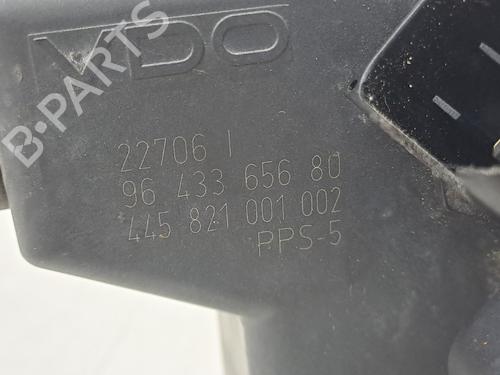 VDO
22706 I
96 433 656 80
445 821 001 002
PPS-5
B-PARTS